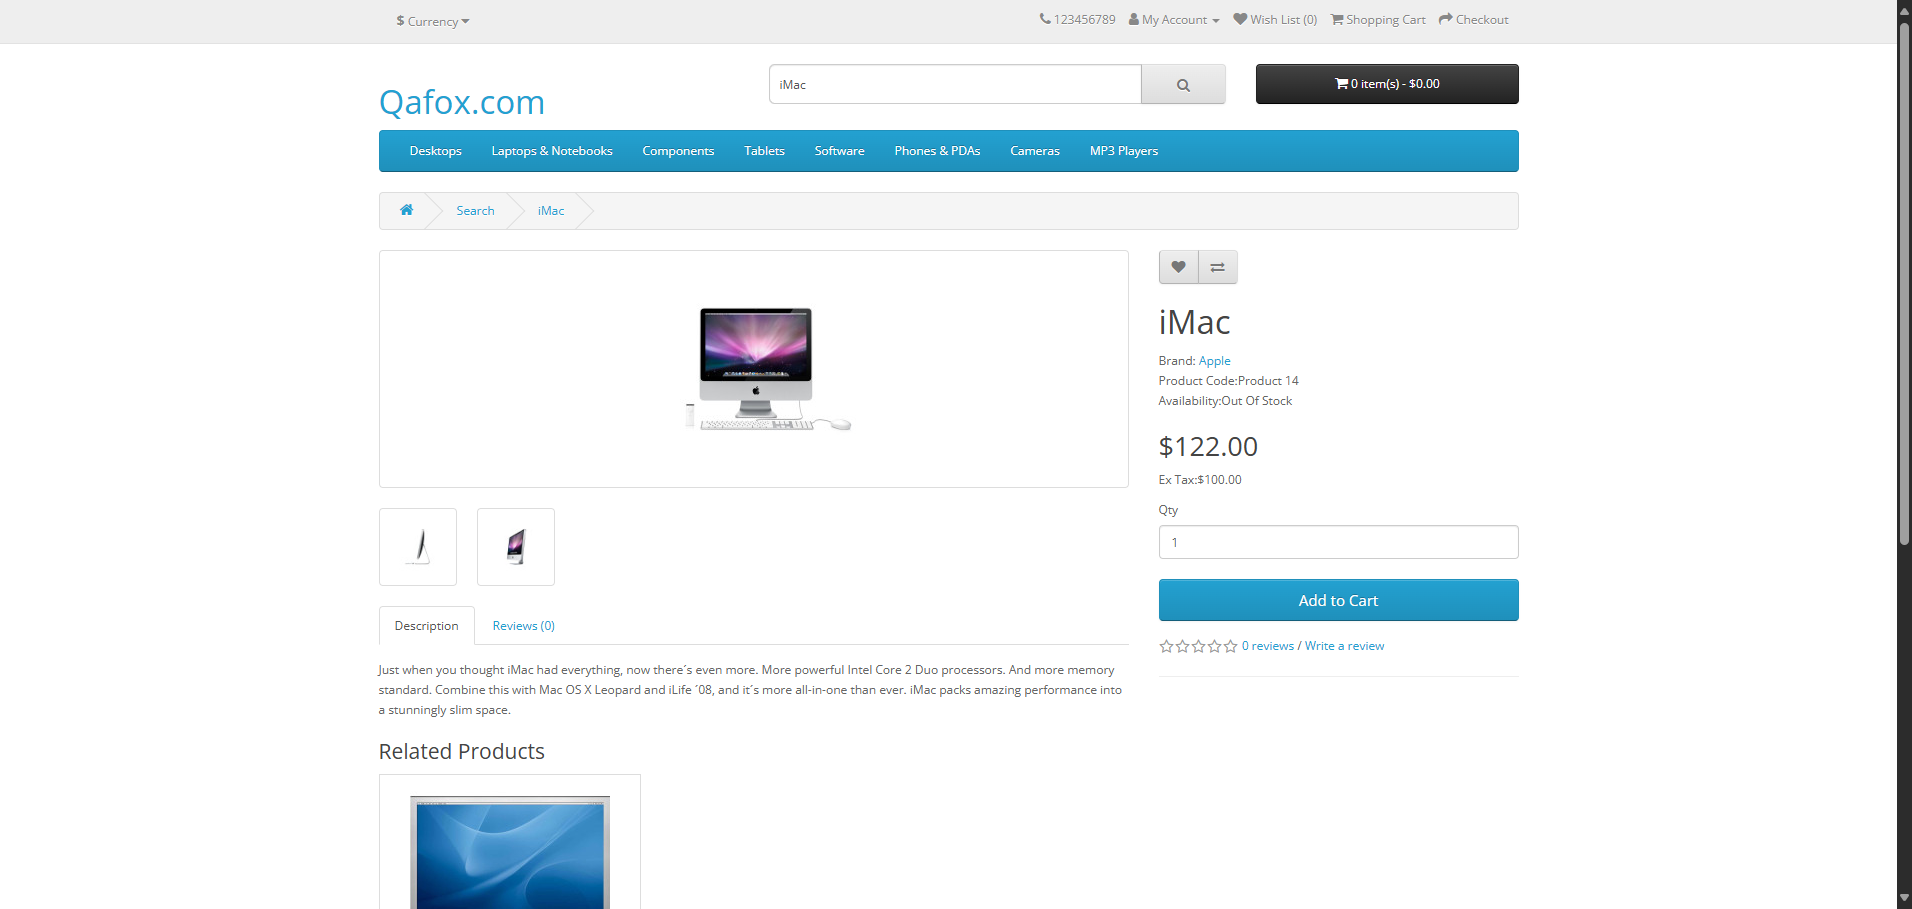 $ Currency
123456789 My Account Wish List (0) Shopping Cart Checkout
Qafox.com
iMac
0 item(s) - $0.00
Desktops Laptops & Notebooks Components Tablets Software Phones & PDAs Cameras MP3 Players
Search iMac
iMac
Brand: Apple
Product Code:Product 14
Availability:Out Of Stock
$122.00
Ex Tax:$100.00
Qty
1
Add to Cart
0 reviews / Write a review
Description Reviews (0)
Just when you thought iMac had everything, now there´s even more. More powerful Intel Core 2 Duo processors. And more memory
standard. Combine this with Mac OS X Leopard and iLife ´08, and it´s more all-in-one than ever. iMac packs amazing performance into
a stunningly slim space.
Related Products